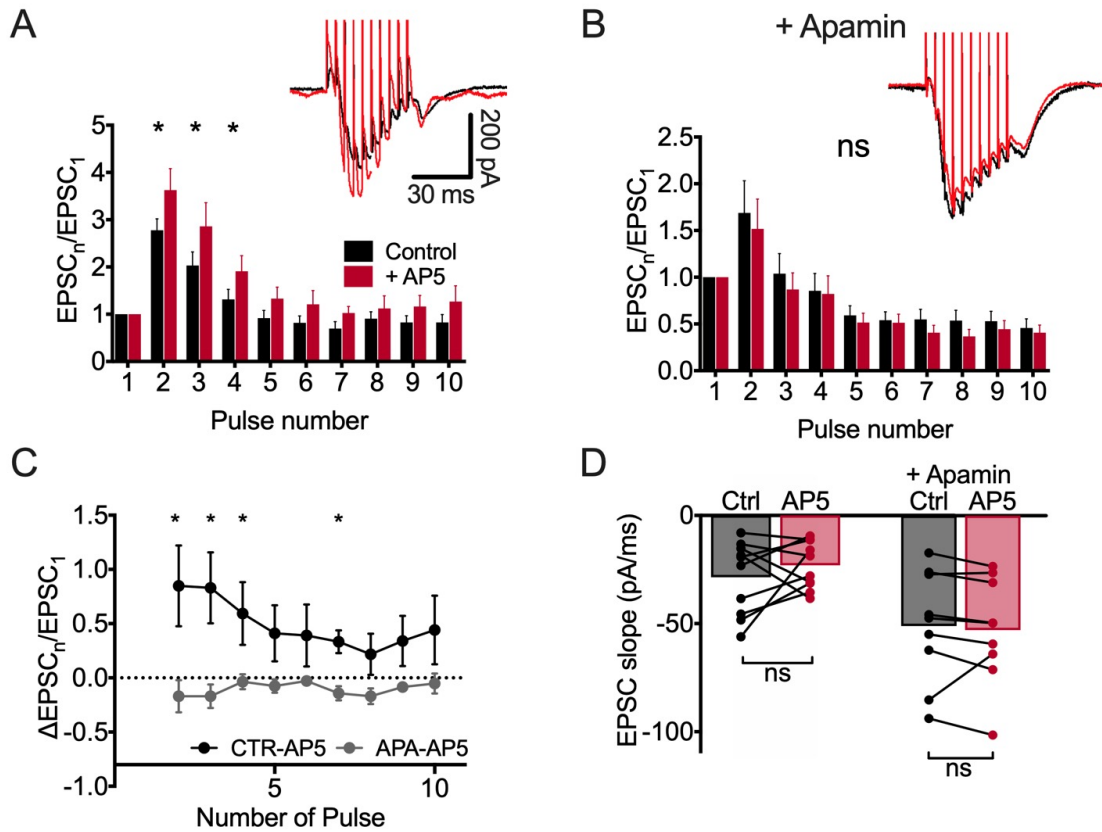 A
EPSCn/EPSC1
5
4
3
2
1
0
* * *
200 pA
30 ms
Control
+ AP5
1 2 3 4 5 6 7 8 9 10
Pulse number
B
+ Apamin
EPSCn/EPSC1
2.5
2.0
1.5
1.0
0.5
0.0
ns
1 2 3 4 5 6 7 8 9 10
Pulse number
C
ΔEPSCn/EPSC1
1.5
1.0
0.5
0.0
-0.5
-1.0
* * * *
CTR-AP5 APA-AP5
5 10
Number of Pulse
D
+ Apamin
Ctrl AP5 Ctrl AP5
EPSC slope (pA/ms)
0
-50
-100
ns
ns